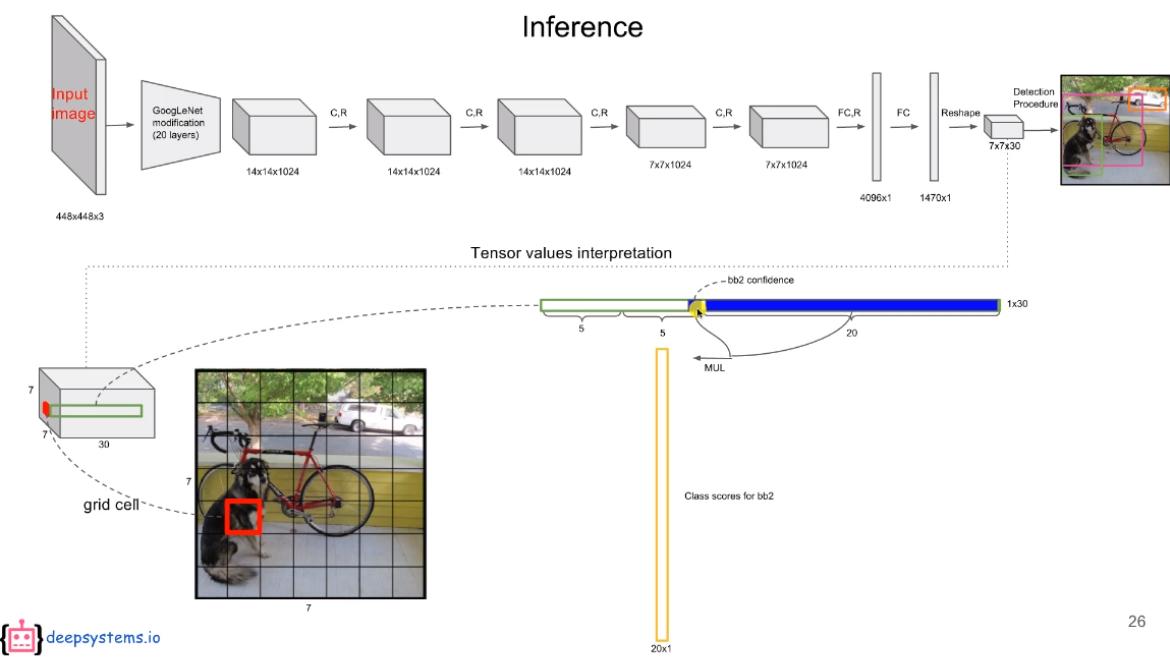 Inference
Input
image
GoogLeNet
modification
(20 layers)
C,R
C,R
C,R
C,R
FC,R
FC
Reshape
Detection
Procedure
448x448x3
14x14x1024
14x14x1024
14x14x1024
7x7x1024
7x7x1024
4096x1
1470x1
7x7x30
Tensor values interpretation
bb2 confidence
1x30
5
5
20
MUL
7
7
30
grid cell
7
7
Class scores for bb2
20x1
deepsystems.io
26